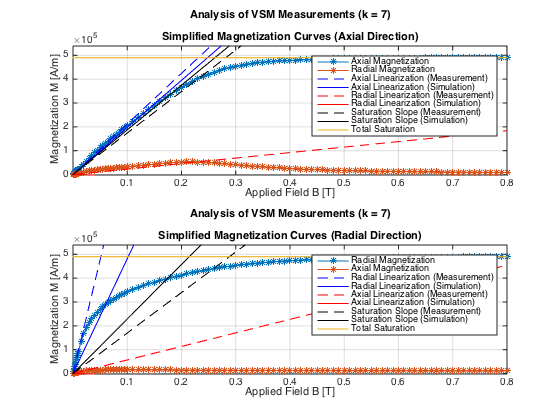 Analysis of VSM Measurements (k = 7)
Simplified Magnetization Curves (Axial Direction)
×10^5
5
4
3
2
1
0
Magnetization M [A/m]
Axial Magnetization
Radial Magnetization
Axial Linearization (Measurement)
Axial Linearization (Simulation)
Radial Linearization (Measurement)
Radial Linearization (Simulation)
Saturation Slope (Measurement)
Saturation Slope (Simulation)
Total Saturation
0.1 0.2 0.3 0.4 0.5 0.6 0.7 0.8
Applied Field B [T]
Analysis of VSM Measurements (k = 7)
Simplified Magnetization Curves (Radial Direction)
×10^5
5
4
3
2
1
0
Magnetization M [A/m]
Radial Magnetization
Axial Magnetization
Radial Linearization (Measurement)
Radial Linearization (Simulation)
Axial Linearization (Measurement)
Axial Linearization (Simulation)
Saturation Slope (Measurement)
Saturation Slope (Simulation)
Total Saturation
0.1 0.2 0.3 0.4 0.5 0.6 0.7 0.8
Applied Field B [T]